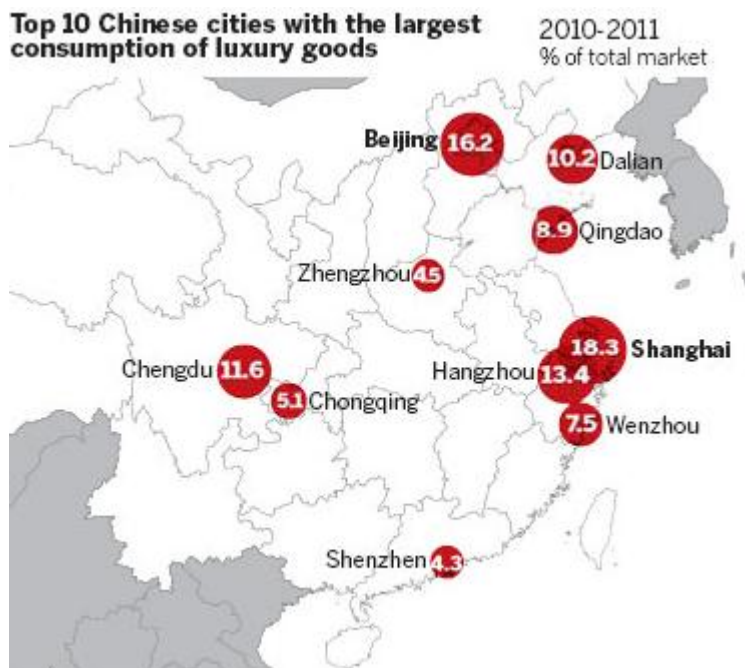 Top 10 Chinese cities with the largest
consumption of luxury goods
2010-2011
% of total market
Beijing 16.2
10.2 Dalian
8.9 Qingdao
Zhengzhou 4.5
18.3 Shanghai
Chengdu 11.6
Hangzhou 13.4
5.1 Chongqing
7.5 Wenzhou
Shenzhen 4.3